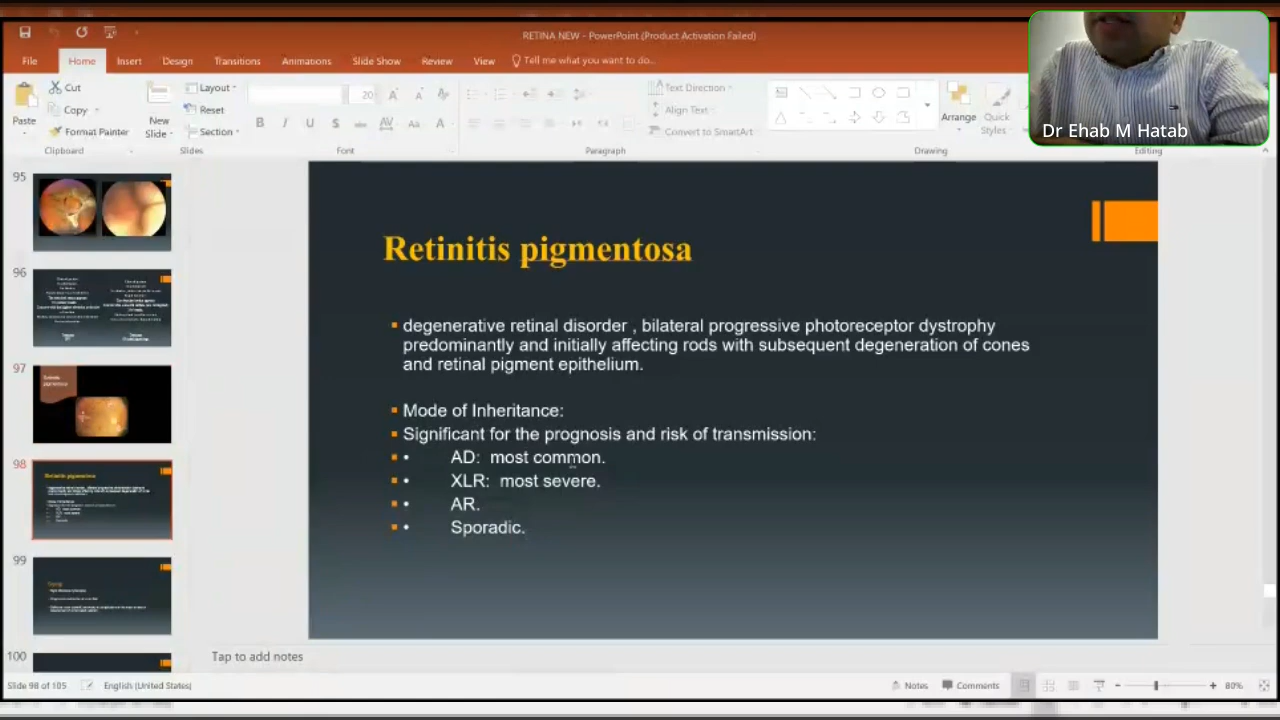 RETINA NEW - PowerPoint (Product Activation Failed)
File Home Insert Design Transitions Animations Slide Show Review View Tell me what you want to do...
Paste
Cut
Copy
Format Painter
Clipboard
New
Slide
Layout
Reset
Section
Slides
20
B I U S abc AV Aa A
Font
Text Direction
Align Text
Convert to SmartArt
Paragraph
Arrange
Quick
Styles
Drawing
Editing
Dr Ehab M Hatab
95
96
97
98
99
100
Retinitis pigmentosa
degenerative retinal disorder , bilateral progressive photoreceptor dystrophy
predominantly and initially affecting rods with subsequent degeneration of cones
and retinal pigment epithelium.
Mode of Inheritance:
Significant for the prognosis and risk of transmission:
• AD: most common.
• XLR: most severe.
• AR.
• Sporadic.
Tap to add notes
Slide 98 of 105
English (United States)
Notes
Comments
80%